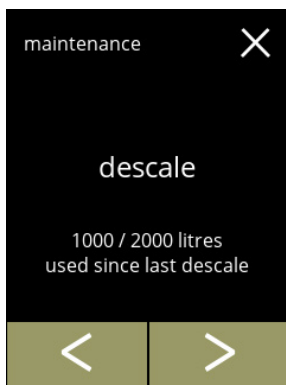 maintenance
descale
1000 / 2000 litres
used since last descale